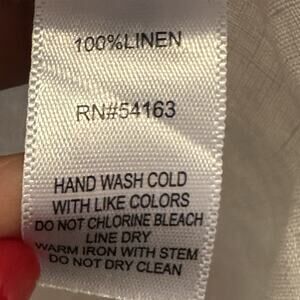 100%LINEN
RN#54163
HAND WASH COLD
WITH LIKE COLORS
DO NOT CHLORINE BLEACH
LINE DRY
WARM IRON WITH STEM
DO NOT DRY CLEAN